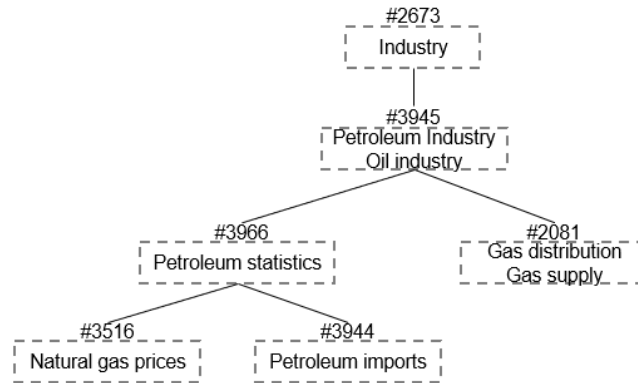 #2673
Industry
#3945
Petroleum Industry
Oil industry
#3966
Petroleum statistics
#2081
Gas distribution
Gas supply
#3516
Natural gas prices
#3944
Petroleum imports